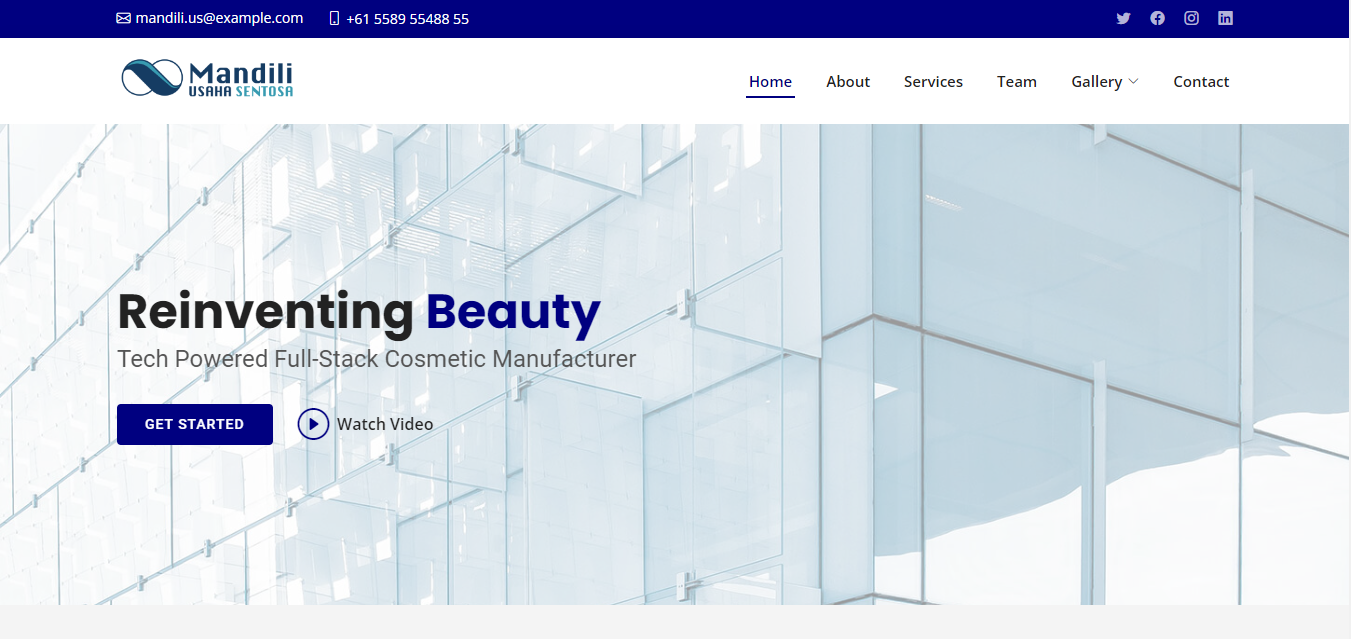 mandili.us@example.com +61 5589 55488 55
Mandili
USAHA SENTOSA
Home About Services Team Gallery Contact
Reinventing Beauty
Tech Powered Full-Stack Cosmetic Manufacturer
GET STARTED Watch Video